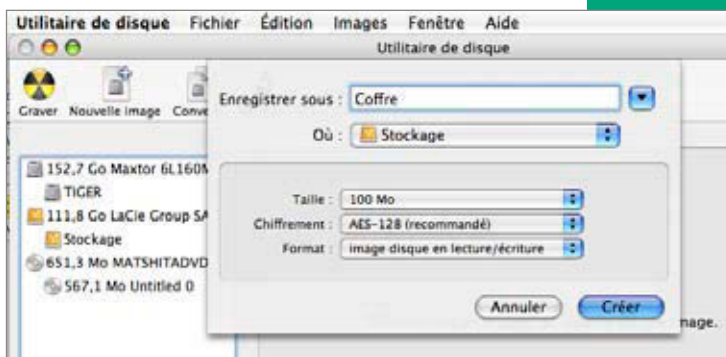 Utilitaire de disque Fichier Édition Images Fenêtre Aide
Utilitaire de disque
Graver Nouvelle image Conve
Enregistrer sous : Coffre
Où : Stockage
152,7 Go Maxtor 6L160M
TIGER
111,8 Go LaCie Group SA
Stockage
651,3 Mo MATSHITADVD
567,1 Mo Untitled 0
Taille : 100 Mo
Chiffrement : AES-128 (recommandé)
Format : image disque en lecture/écriture
Annuler Créer
nage.